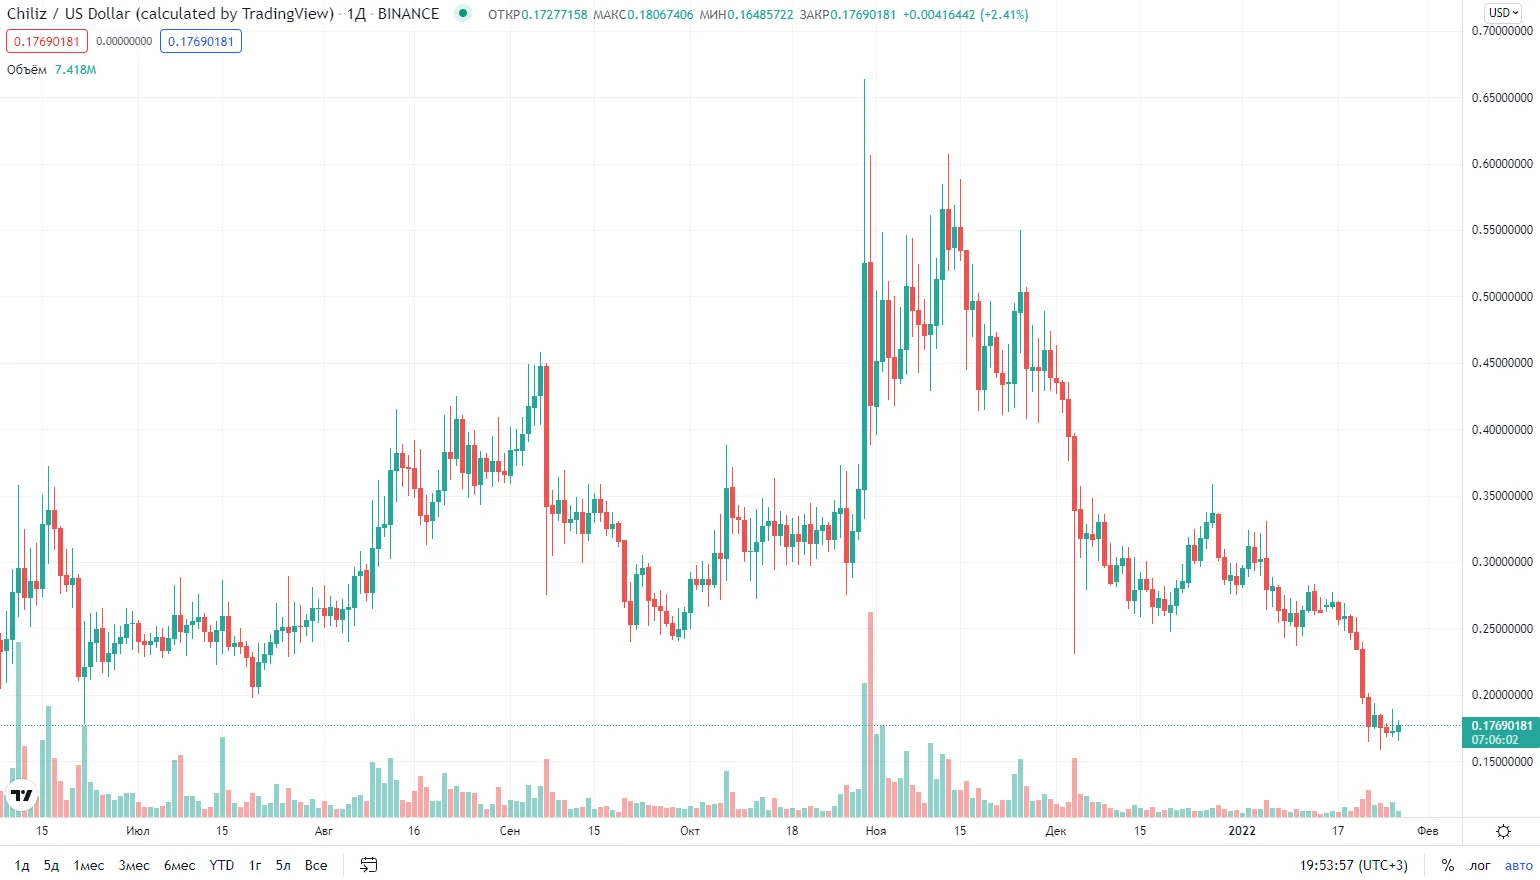 Chiliz / US Dollar (calculated by TradingView) · 1Д · BINANCE ОТКР0.17277158 МАКС0.18067406 МИН0.16485722 ЗАКР0.17690181 +0.00416442 (+2.41%)
USD
0.17690181 0.00000000 0.17690181
Объём 7.418M
0.70000000
0.65000000
0.60000000
0.55000000
0.50000000
0.45000000
0.40000000
0.35000000
0.30000000
0.25000000
0.20000000
0.17690181
07:06:02
0.15000000
15 Июл 15 Авг 16 Сен 15 Окт 18 Ноя 15 Дек 15 2022 17 Фев
1д 5д 1мес 3мес 6мес YTD 1г 5л Все 19:53:57 (UTC+3) % лог авто